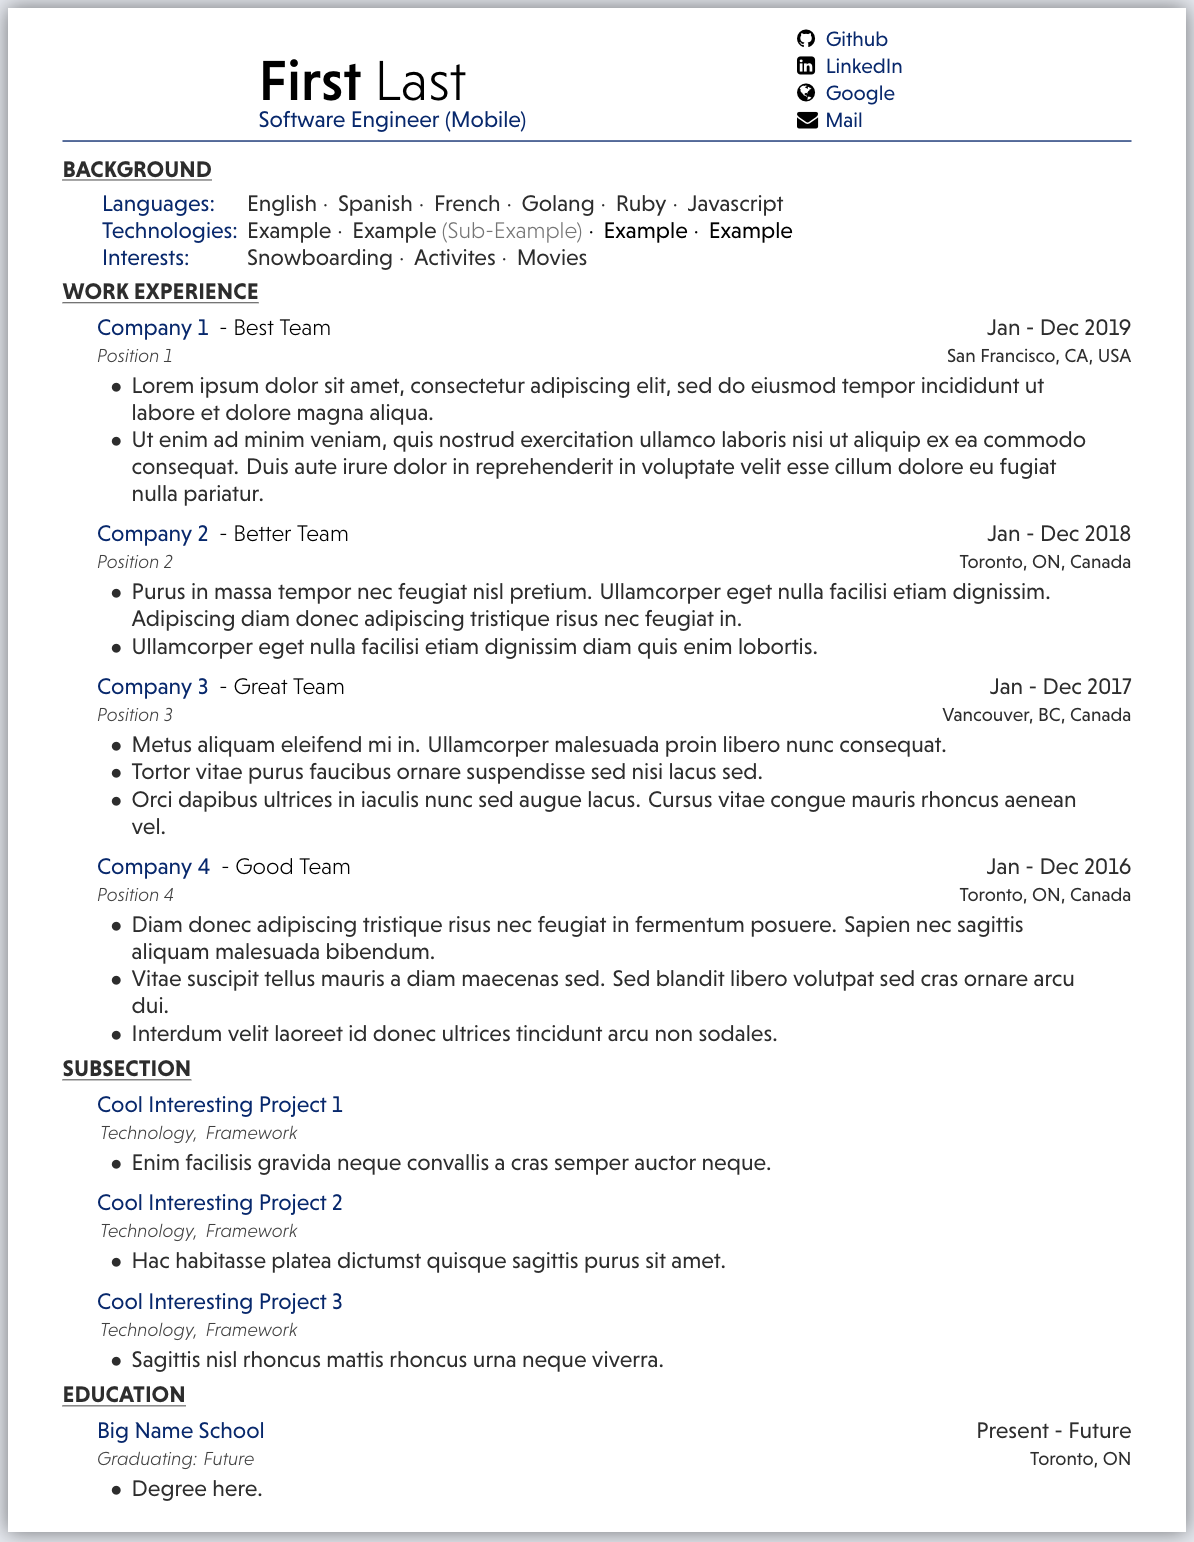 First Last
Software Engineer (Mobile)
Github
LinkedIn
Google
Mail
BACKGROUND
Languages: English · Spanish · French · Golang · Ruby · Javascript
Technologies: Example · Example (Sub-Example) · Example · Example
Interests: Snowboarding · Activites · Movies
WORK EXPERIENCE
Company 1 - Best Team Jan - Dec 2019
Position 1 San Francisco, CA, USA
● Lorem ipsum dolor sit amet, consectetur adipiscing elit, sed do eiusmod tempor incididunt ut
labore et dolore magna aliqua.
● Ut enim ad minim veniam, quis nostrud exercitation ullamco laboris nisi ut aliquip ex ea commodo
consequat. Duis aute irure dolor in reprehenderit in voluptate velit esse cillum dolore eu fugiat
nulla pariatur.
Company 2 - Better Team Jan - Dec 2018
Position 2 Toronto, ON, Canada
● Purus in massa tempor nec feugiat nisl pretium. Ullamcorper eget nulla facilisi etiam dignissim.
Adipiscing diam donec adipiscing tristique risus nec feugiat in.
● Ullamcorper eget nulla facilisi etiam dignissim diam quis enim lobortis.
Company 3 - Great Team Jan - Dec 2017
Position 3 Vancouver, BC, Canada
● Metus aliquam eleifend mi in. Ullamcorper malesuada proin libero nunc consequat.
● Tortor vitae purus faucibus ornare suspendisse sed nisi lacus sed.
● Orci dapibus ultrices in iaculis nunc sed augue lacus. Cursus vitae congue mauris rhoncus aenean
vel.
Company 4 - Good Team Jan - Dec 2016
Position 4 Toronto, ON, Canada
● Diam donec adipiscing tristique risus nec feugiat in fermentum posuere. Sapien nec sagittis
aliquam malesuada bibendum.
● Vitae suscipit tellus mauris a diam maecenas sed. Sed blandit libero volutpat sed cras ornare arcu
dui.
● Interdum velit laoreet id donec ultrices tincidunt arcu non sodales.
SUBSECTION
Cool Interesting Project 1
Technology, Framework
● Enim facilisis gravida neque convallis a cras semper auctor neque.
Cool Interesting Project 2
Technology, Framework
● Hac habitasse platea dictumst quisque sagittis purus sit amet.
Cool Interesting Project 3
Technology, Framework
● Sagittis nisl rhoncus mattis rhoncus urna neque viverra.
EDUCATION
Big Name School Present - Future
Graduating: Future Toronto, ON
● Degree here.